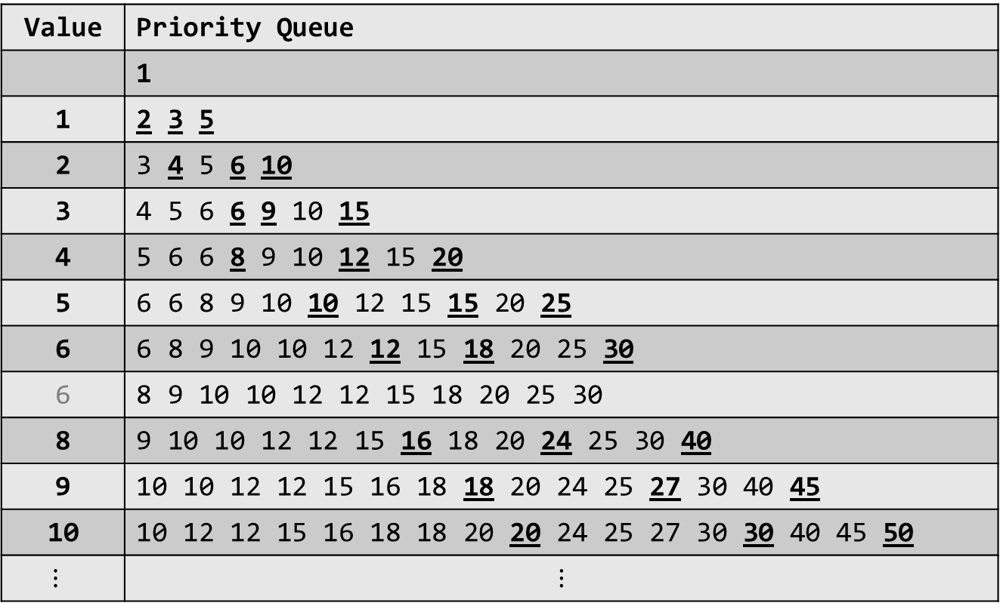 Value Priority Queue
1
1 2 3 5
2 3 4 5 6 10
3 4 5 6 6 9 10 15
4 5 6 6 8 9 10 12 15 20
5 6 6 8 9 10 10 12 15 15 20 25
6 6 8 9 10 10 12 12 15 18 20 25 30
6 8 9 10 10 12 12 15 18 20 25 30
8 9 10 10 12 12 15 16 18 20 24 25 30 40
9 10 10 12 12 15 16 18 18 20 24 25 27 30 40 45
10 10 12 12 15 16 18 18 20 20 24 25 27 30 30 40 45 50
⋮ ⋮